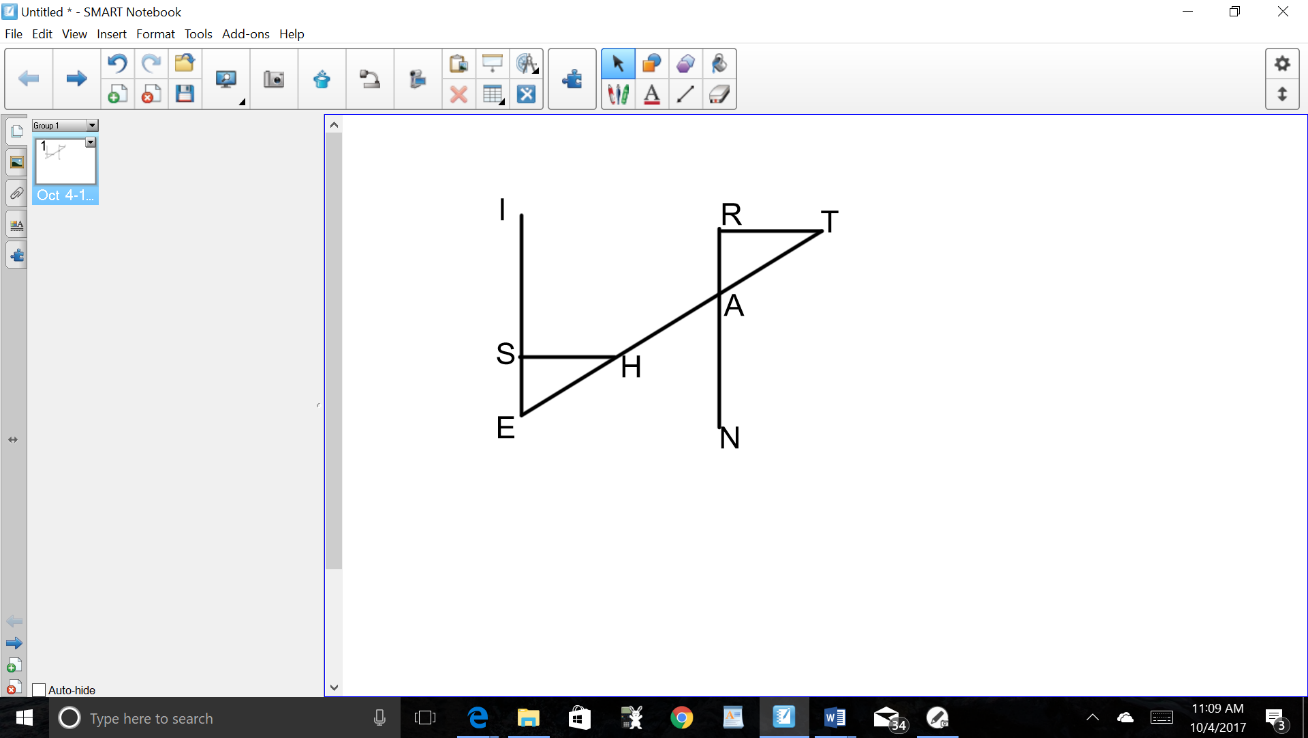 Untitled * - SMART Notebook
File Edit View Insert Format Tools Add-ons Help
Group 1
1
Oct 4-1...
I
R
T
A
S
H
E
N
Auto-hide
Type here to search
34
11:09 AM
10/4/2017
3